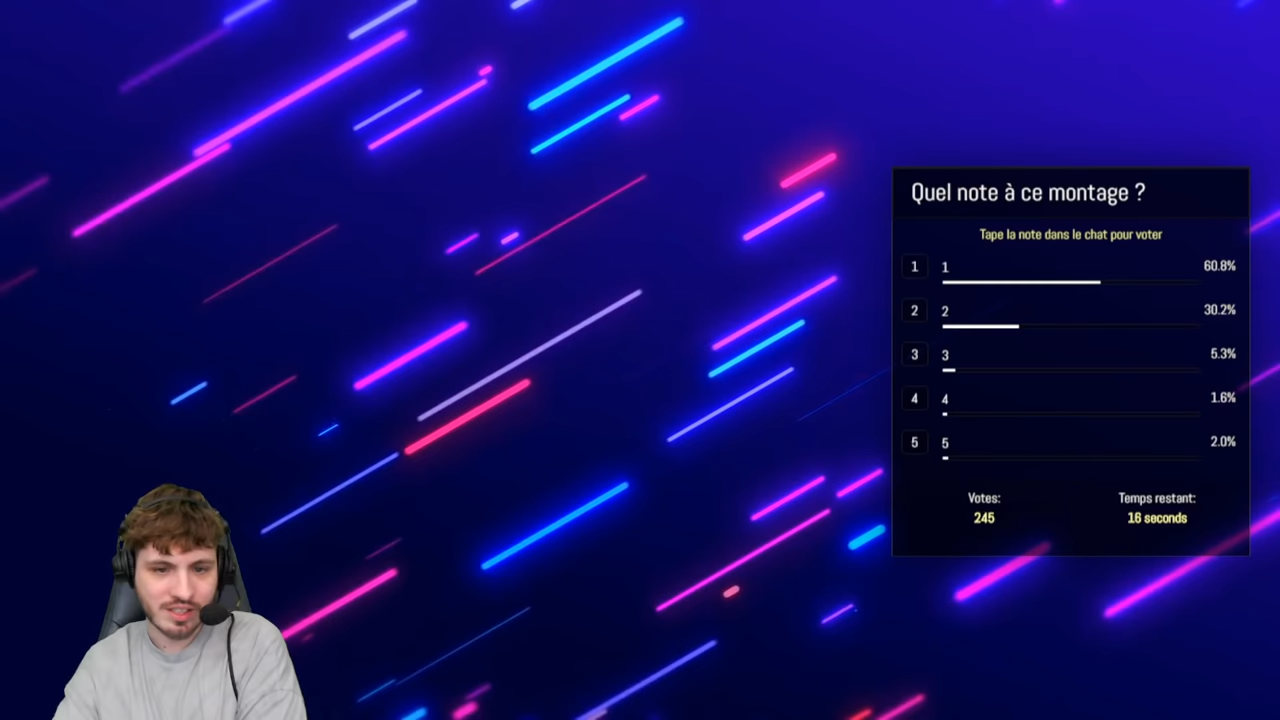 Quel note à ce montage ?
Tape la note dans le chat pour voter
1 1 60.8%
2 2 30.2%
3 3 5.3%
4 4 1.6%
5 5 2.0%
Votes: Temps restant:
245 16 seconds